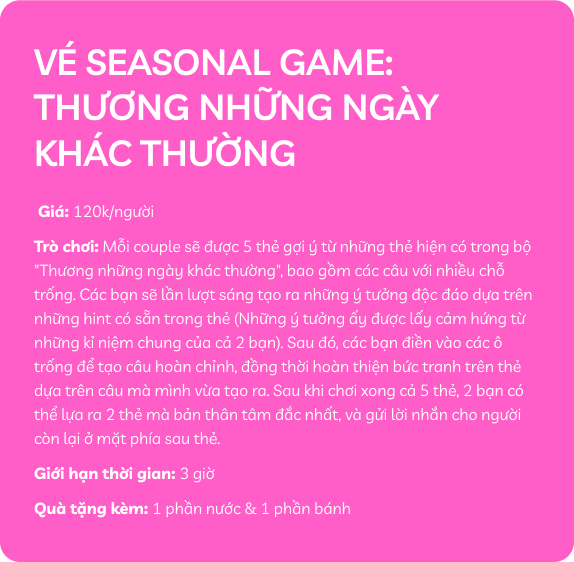 VÉ SEASONAL GAME:
THƯƠNG NHỮNG NGÀY
KHÁC THƯỜNG
Giá: 120k/người
Trò chơi: Mỗi couple sẽ được 5 thẻ gợi ý từ những thẻ hiện có trong bộ
"Thương những ngày khác thường", bao gồm các câu với nhiều chỗ
trống. Các bạn sẽ lần lượt sáng tạo ra những ý tưởng độc đáo dựa trên
những hint có sẵn trong thẻ (Những ý tưởng ấy được lấy cảm hứng từ
những kỉ niệm chung của cả 2 bạn). Sau đó, các bạn điền vào các ô
trống để tạo câu hoàn chỉnh, đồng thời hoàn thiện bức tranh trên thẻ
dựa trên câu mà mình vừa tạo ra. Sau khi chơi xong cả 5 thẻ, 2 bạn có
thể lựa ra 2 thẻ mà bản thân tâm đắc nhất, và gửi lời nhắn cho người
còn lại ở mặt phía sau thẻ.
Giới hạn thời gian: 3 giờ
Quà tặng kèm: 1 phần nước & 1 phần bánh